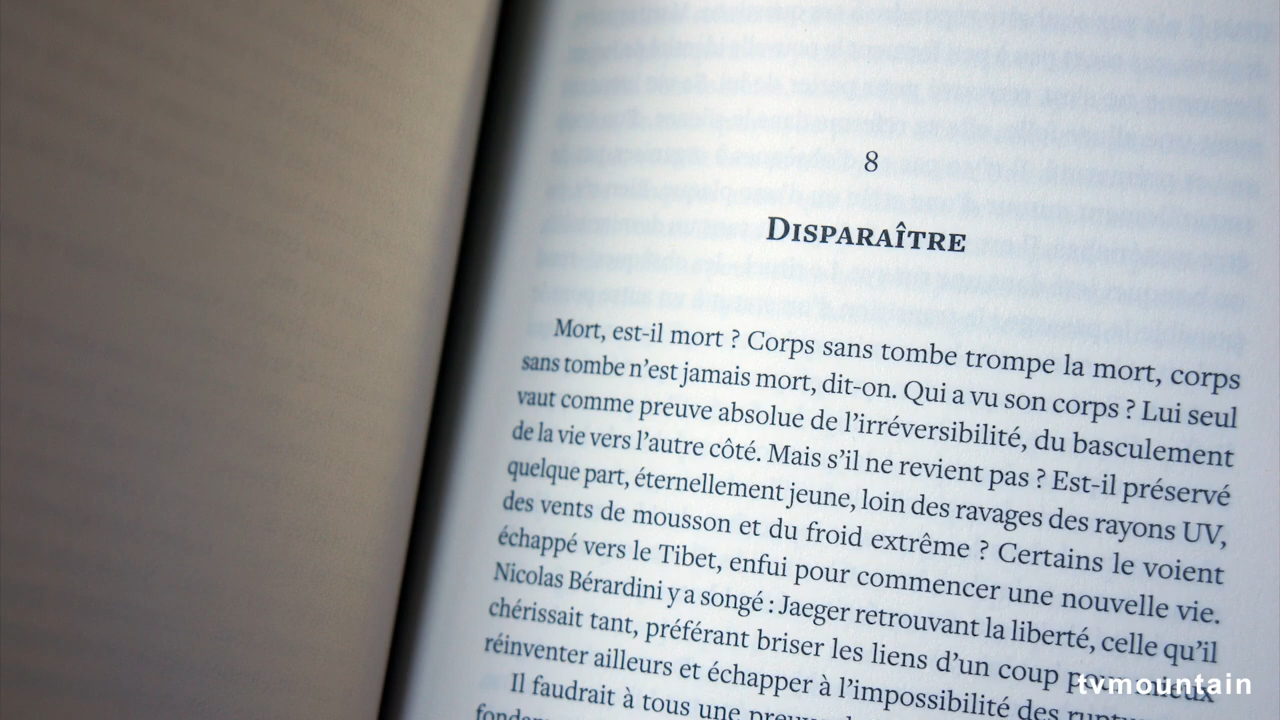 8
DISPARAÎTRE
Mort, est-il mort ? Corps sans tombe trompe la mort, corps
sans tombe n’est jamais mort, dit-on. Qui a vu son corps ? Lui seul
vaut comme preuve absolue de l’irréversibilité, du basculement
de la vie vers l’autre côté. Mais s’il ne revient pas ? Est-il préservé
quelque part, éternellement jeune, loin des ravages des rayons UV,
des vents de mousson et du froid extrême ? Certains le voient
échappé vers le Tibet, enfui pour commencer une nouvelle vie.
Nicolas Bérardini y a songé : Jaeger retrouvant la liberté, celle qu’il
chérissait tant, préférant briser les liens d’un coup pour mieux
réinventer ailleurs et échapper à l’impossibilité des
Il faudrait à tous une preuve
tvmountain